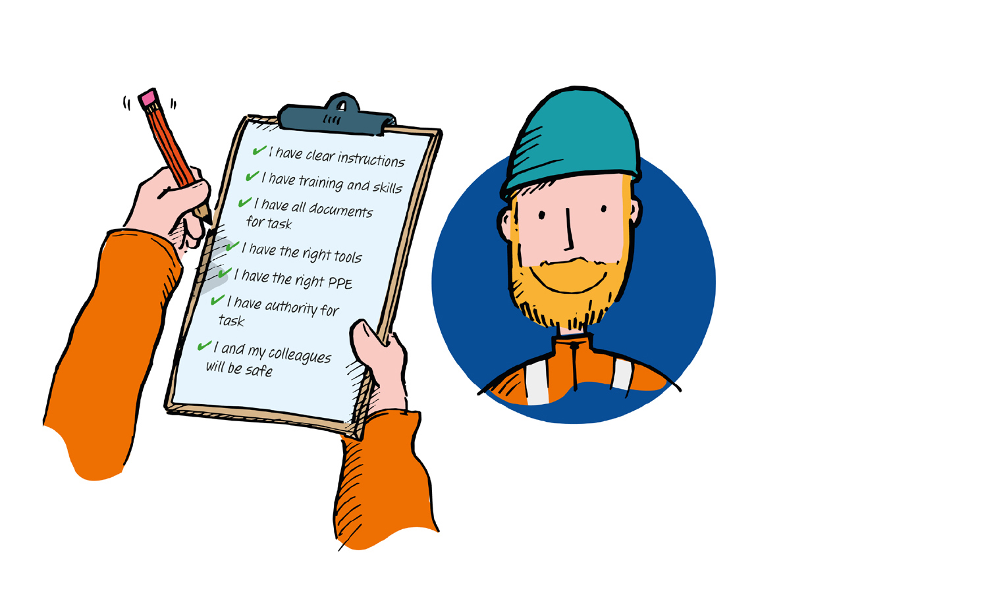 I have clear instructions
I have training and skills
I have all documents
for task
I have the right tools
I have the right PPE
I have authority for
task
I and my colleagues
will be safe